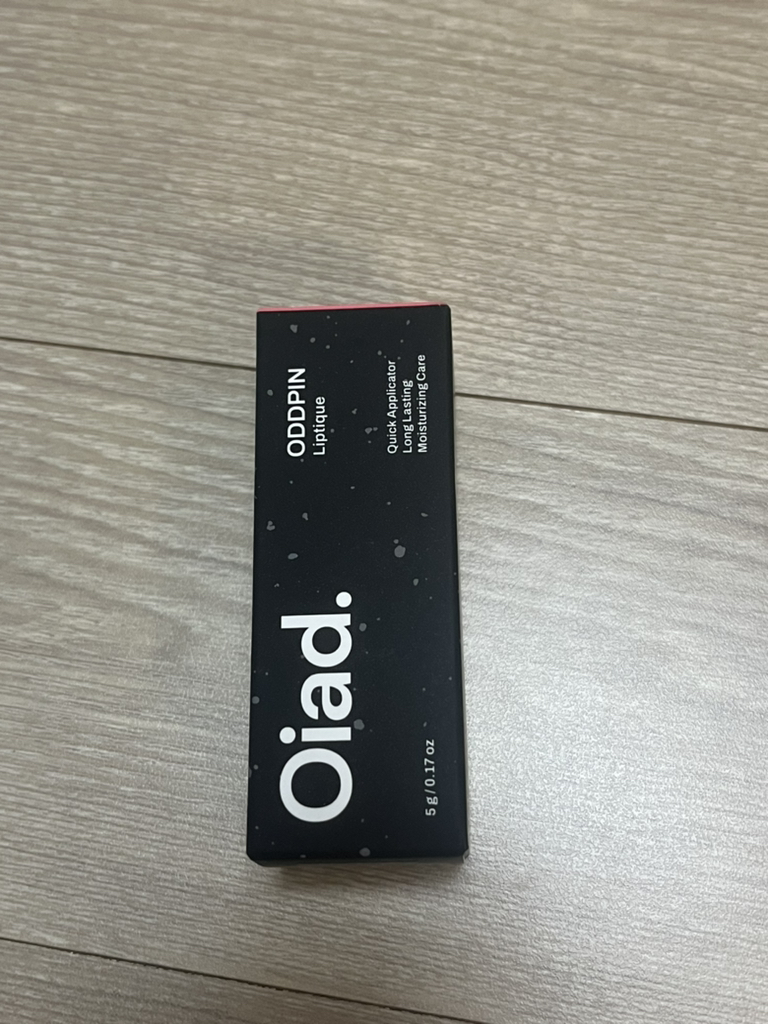 Oiad.
ODDPIN
Liptique
Quick Applicator
Long Lasting
Moisturizing Care
5 g / 0.17 oz